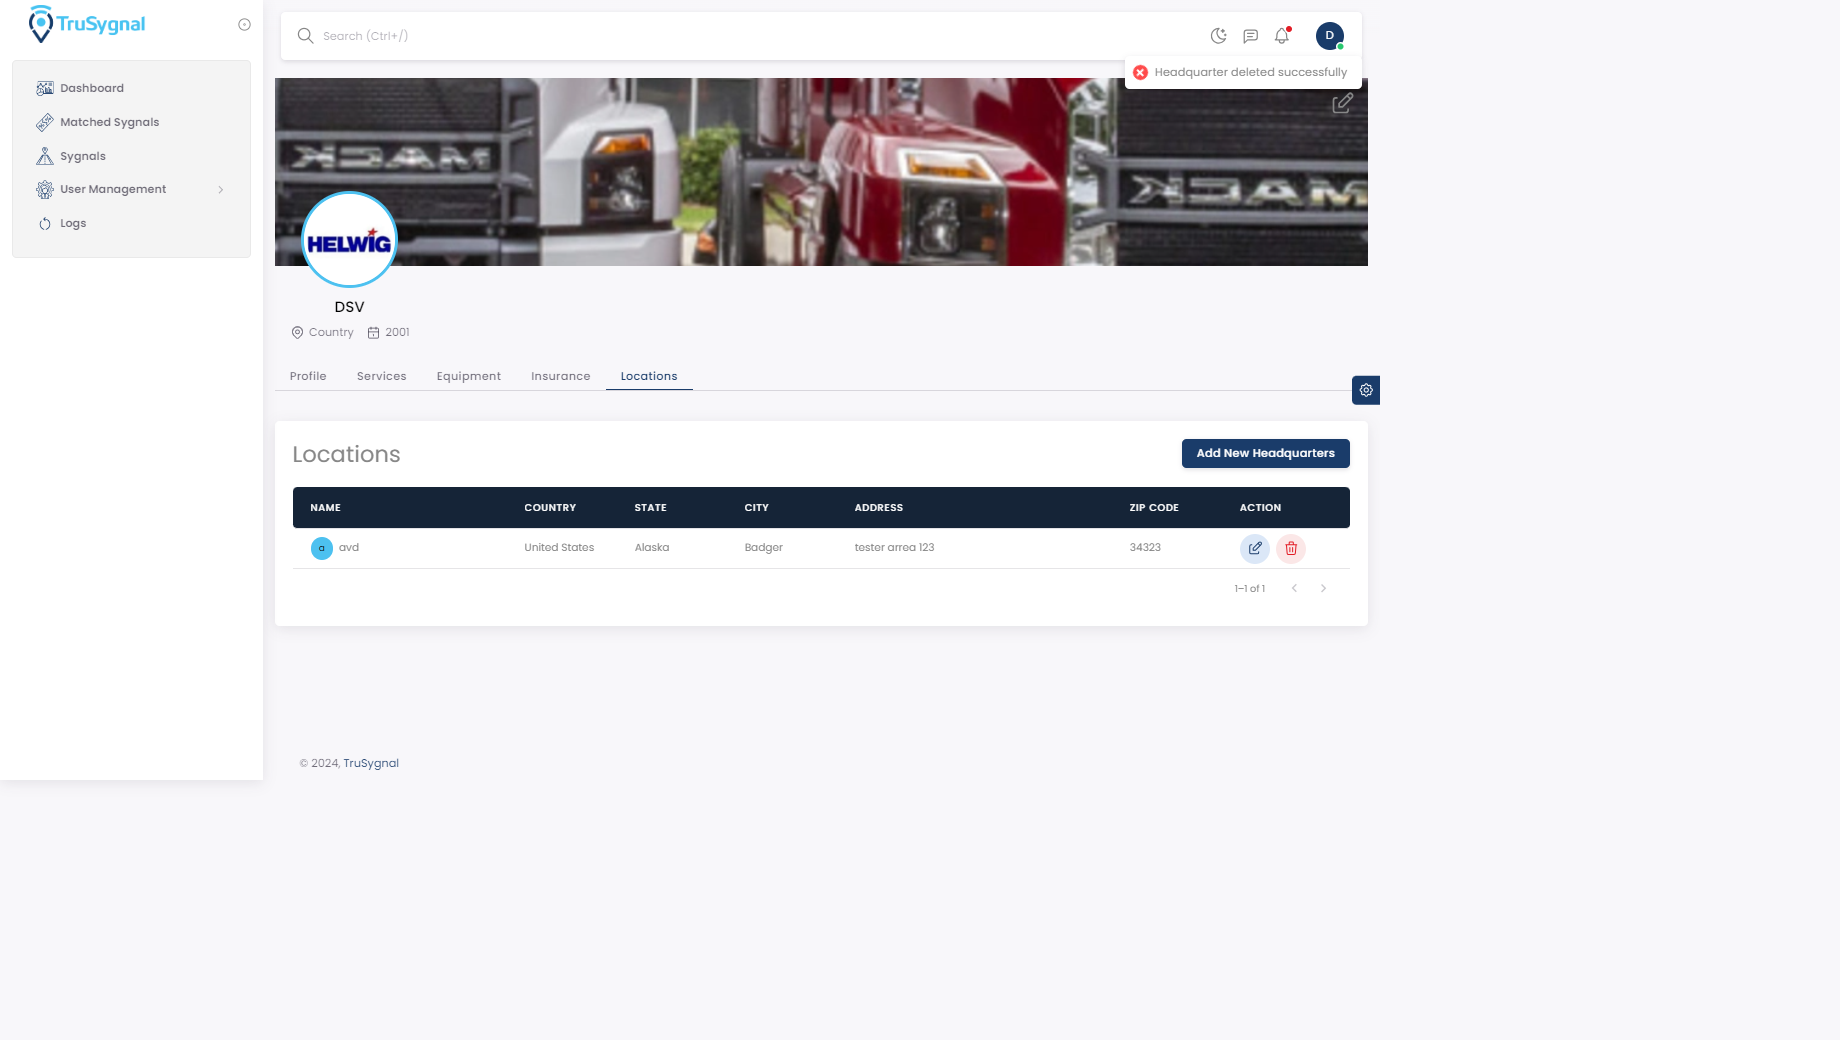 TruSygnal
Search (Ctrl+/)
D
Headquarter deleted successfully
Dashboard
Matched Sygnals
Sygnals
User Management
Logs
HELWIG
DSV
Country 2001
Profile Services Equipment Insurance Locations
Locations
Add New Headquarters
NAME COUNTRY STATE CITY ADDRESS ZIP CODE ACTION
a avd United States Alaska Badger tester arrea 123 34323
1–1 of 1
© 2024, TruSygnal